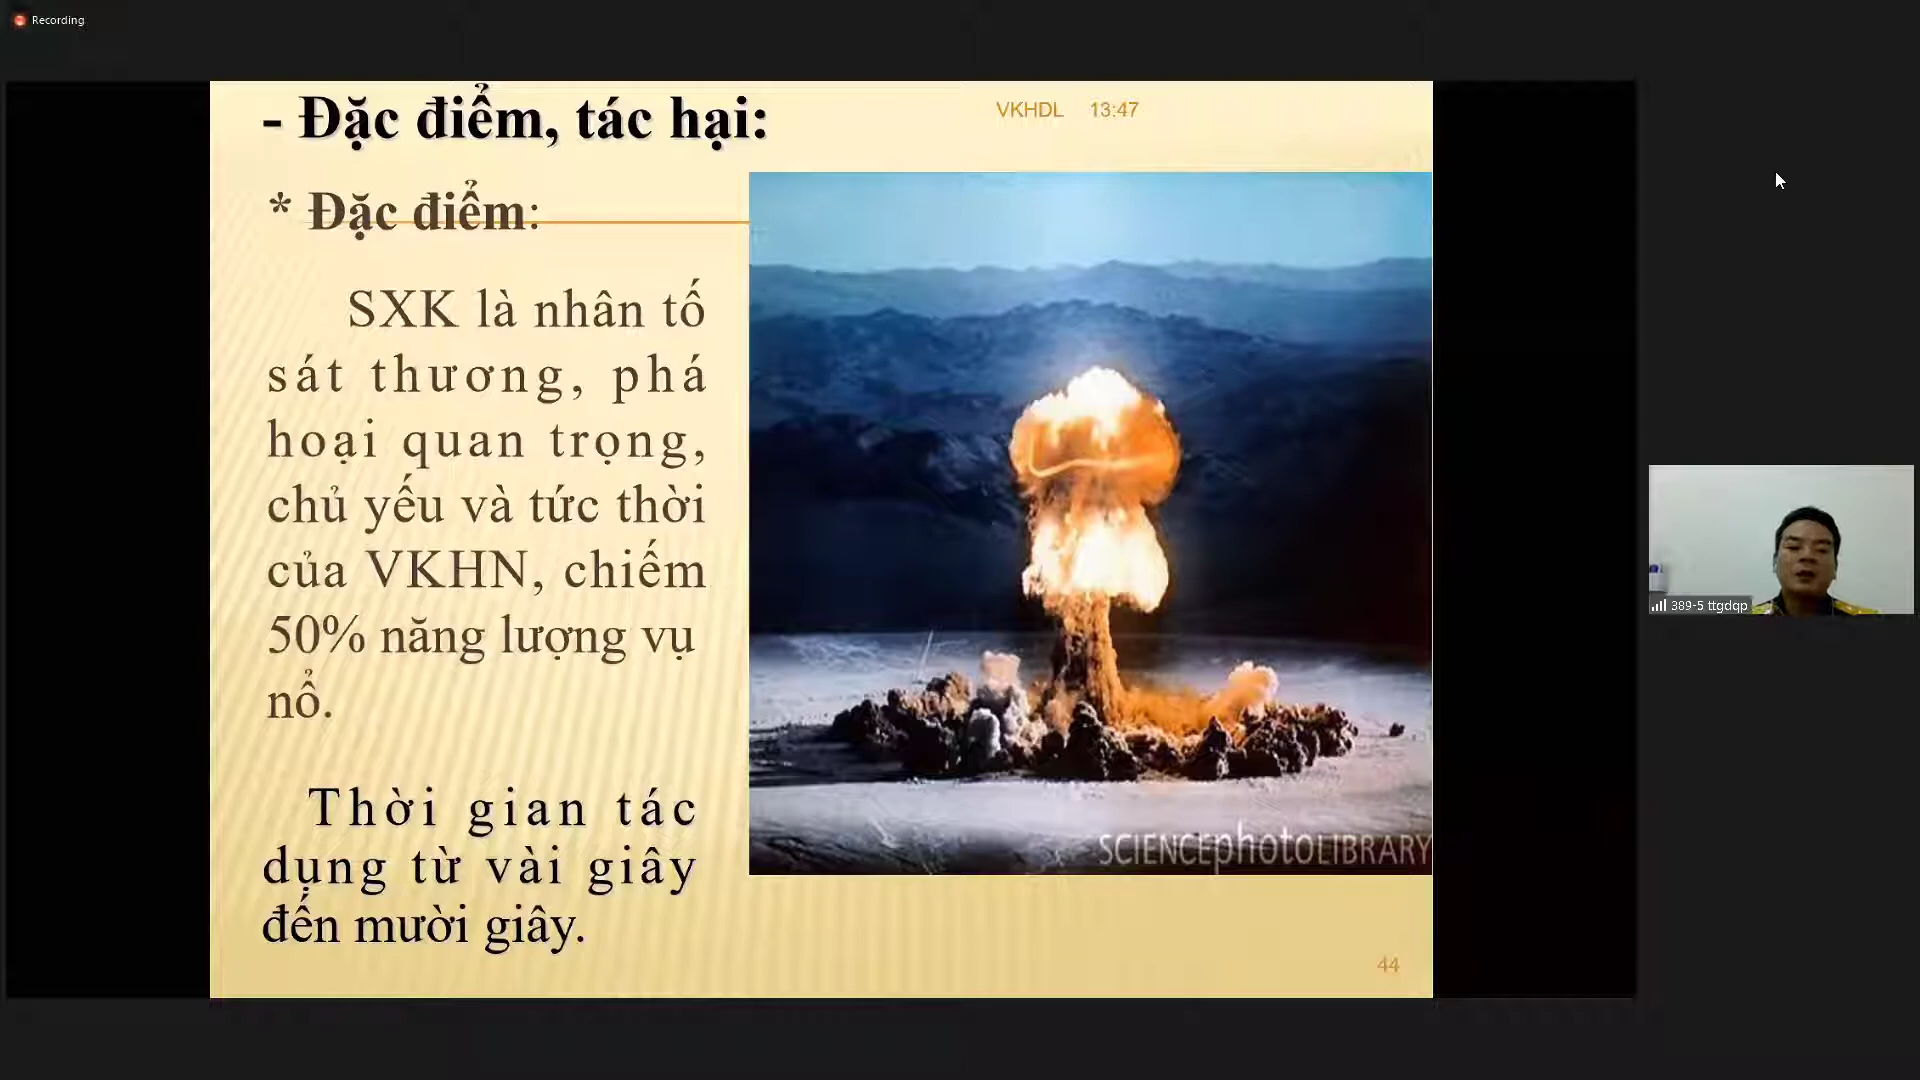 Recording
- Đặc điểm, tác hại:
VKHDL 13:47
* Đặc điểm:
SXK là nhân tố
sát thương, phá
hoại quan trọng,
chủ yếu và tức thời
của VKHN, chiếm
50% năng lượng vụ
nổ.
Thời gian tác
dụng từ vài giây
đến mười giây.
SCIENCEphotoLIBRARY
44
389-5 ttgdqp